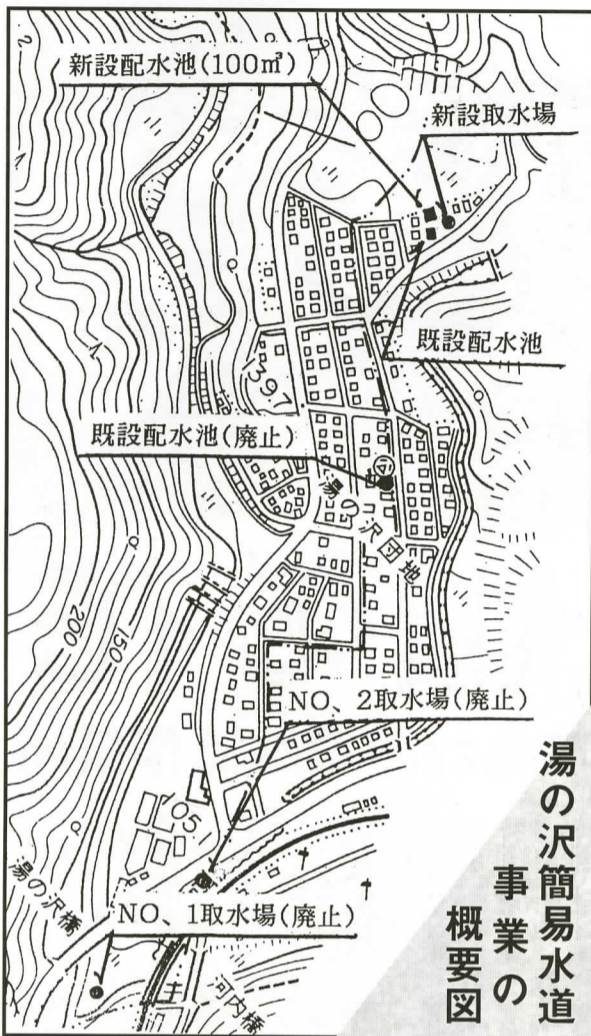 新設配水池(100㎥)
新設取水場
既設配水池
139.7
既設配水池(廃止)
湯の沢団地
200
150
NO、2取水場(廃止)
105
湯の沢橋
NO、1取水場(廃止)
河内橋
湯の沢簡易水道
事業の
概要図